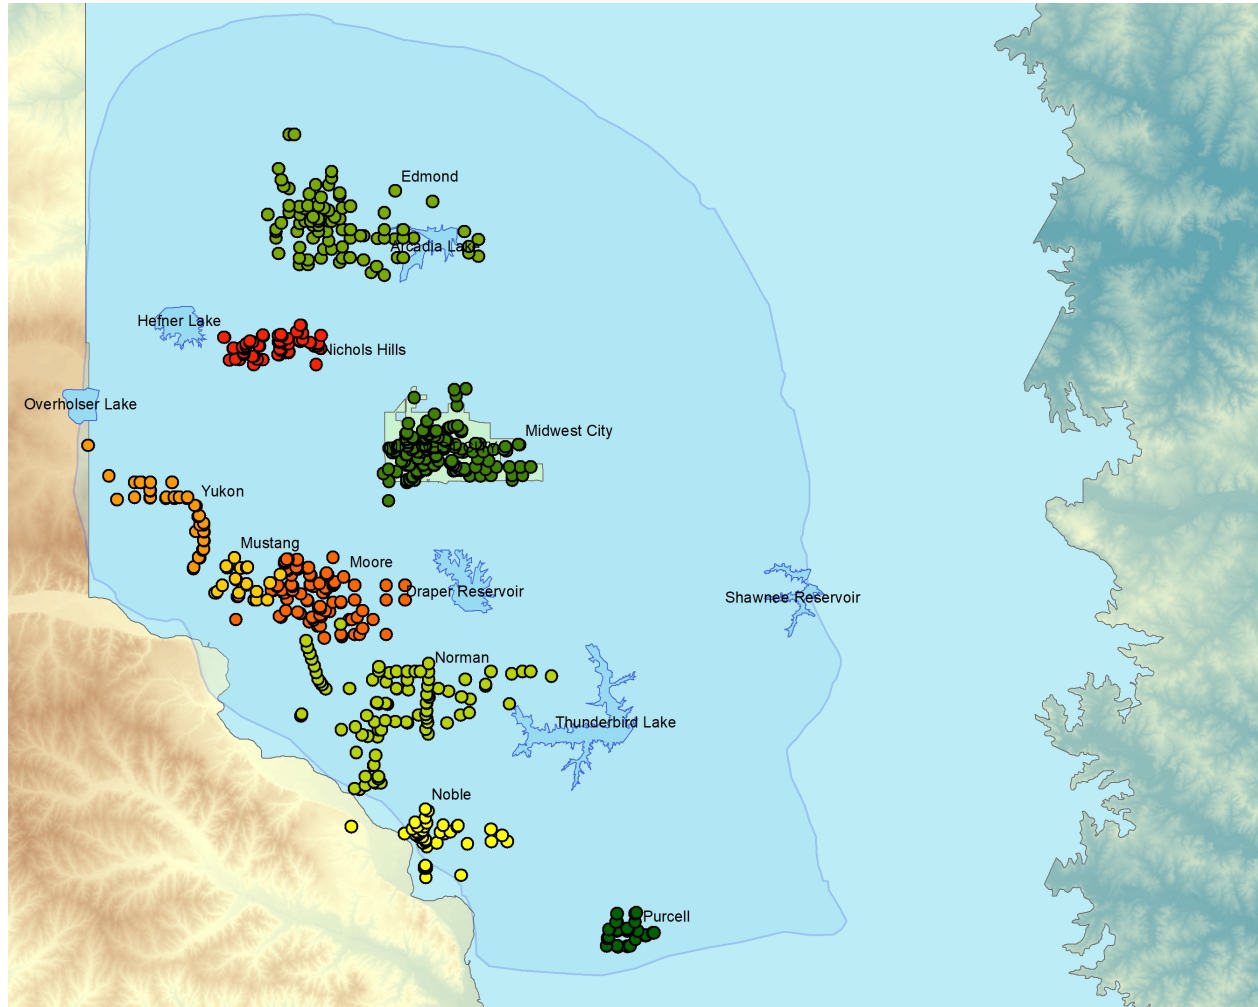 Edmond
Arcadia Lake
Hefner Lake
Nichols Hills
Overholser Lake
Midwest City
Yukon
Mustang
Moore
Draper Reservoir
Shawnee Reservoir
Norman
Thunderbird Lake
Noble
Purcell